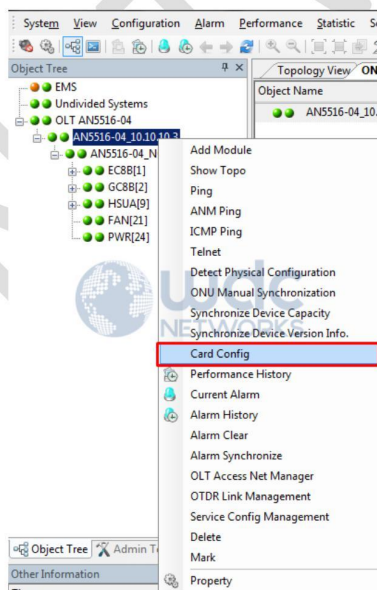 System View Configuration Alarm Performance Statistic Se
Object Tree
Topology View ON
EMS
Object Name
Undivided Systems
AN5516-04_10.
OLT AN5516-04
AN5516-04_10.10.10.3
AN5516-04_N
EC8B[1]
GC8B[2]
HSUA[9]
FAN[21]
PWR[24]
Add Module
Show Topo
Ping
ANM Ping
ICMP Ping
Telnet
Detect Physical Configuration
ONU Manual Synchronization
Synchronize Device Capacity
Synchronize Device Version Info.
Card Config
Performance History
Current Alarm
Alarm History
Alarm Clear
Alarm Synchronize
OLT Access Net Manager
OTDR Link Management
Service Config Management
Delete
Mark
Property
wdc
NETWORKS
Object Tree Admin T
Other Information